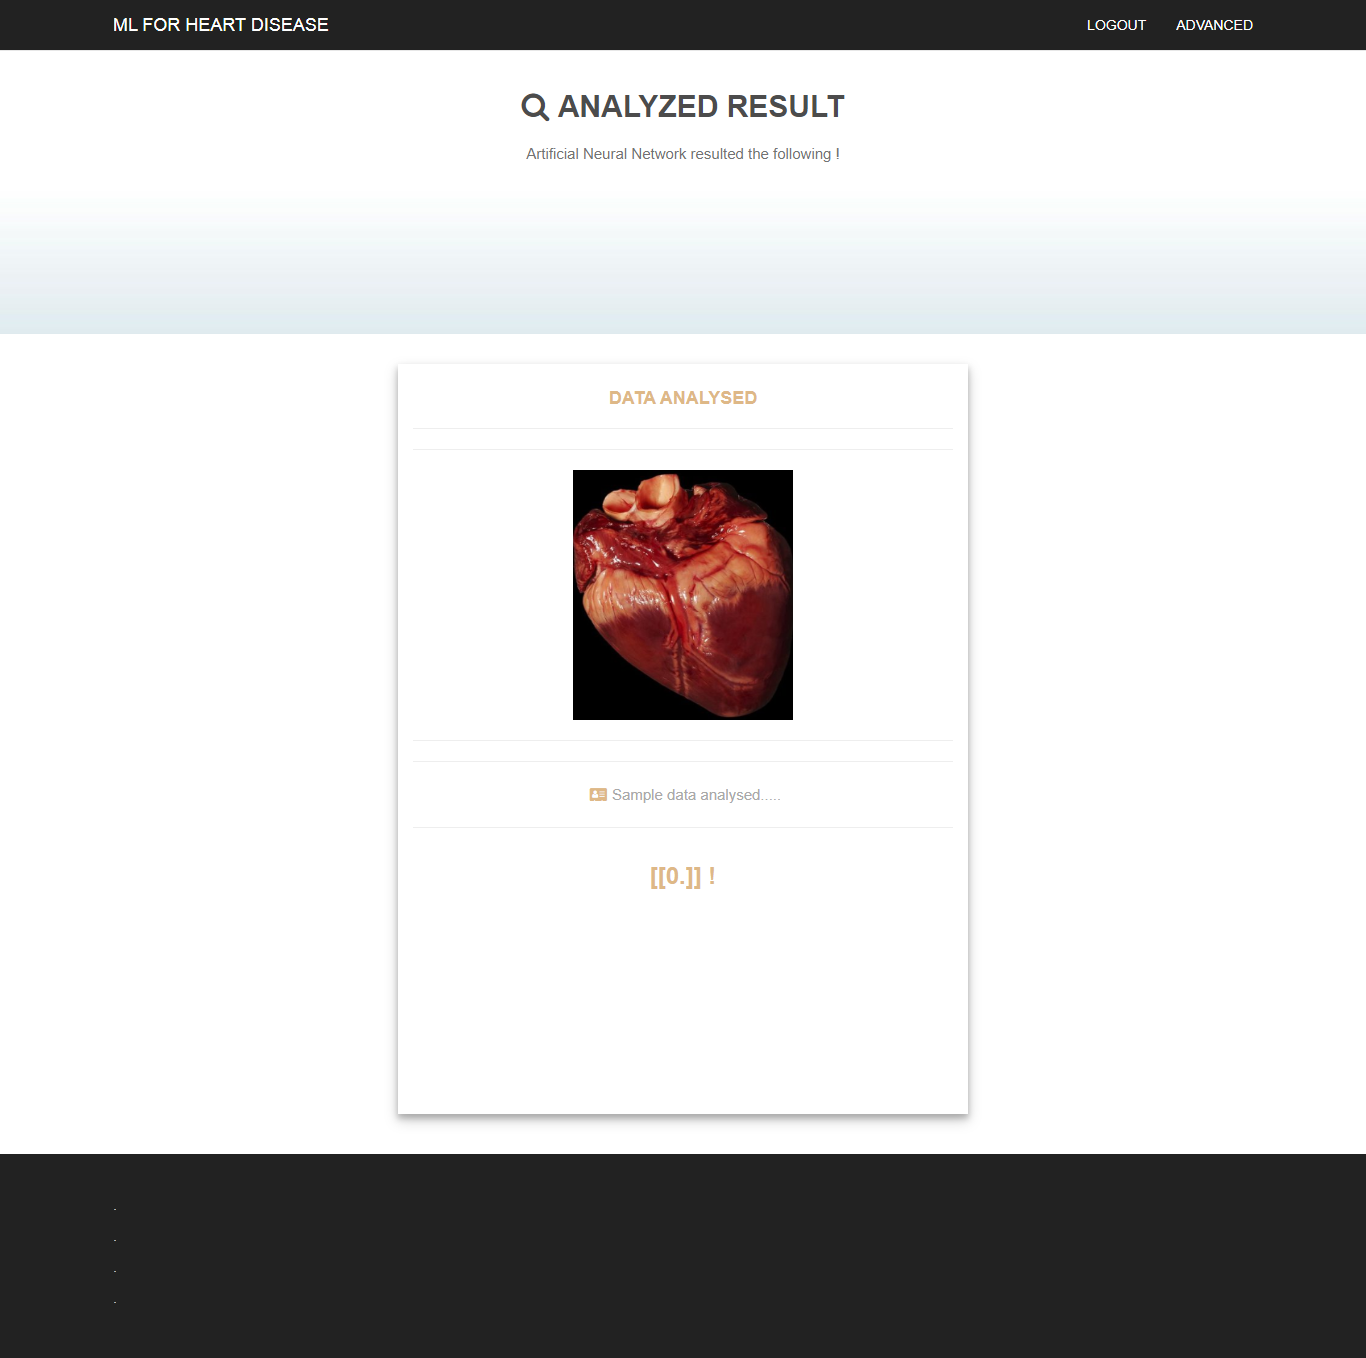 ML FOR HEART DISEASE
LOGOUT
ADVANCED
ANALYZED RESULT
Artificial Neural Network resulted the following !
DATA ANALYSED
Sample data analysed.....
[[0.]] !
.
.
.
.